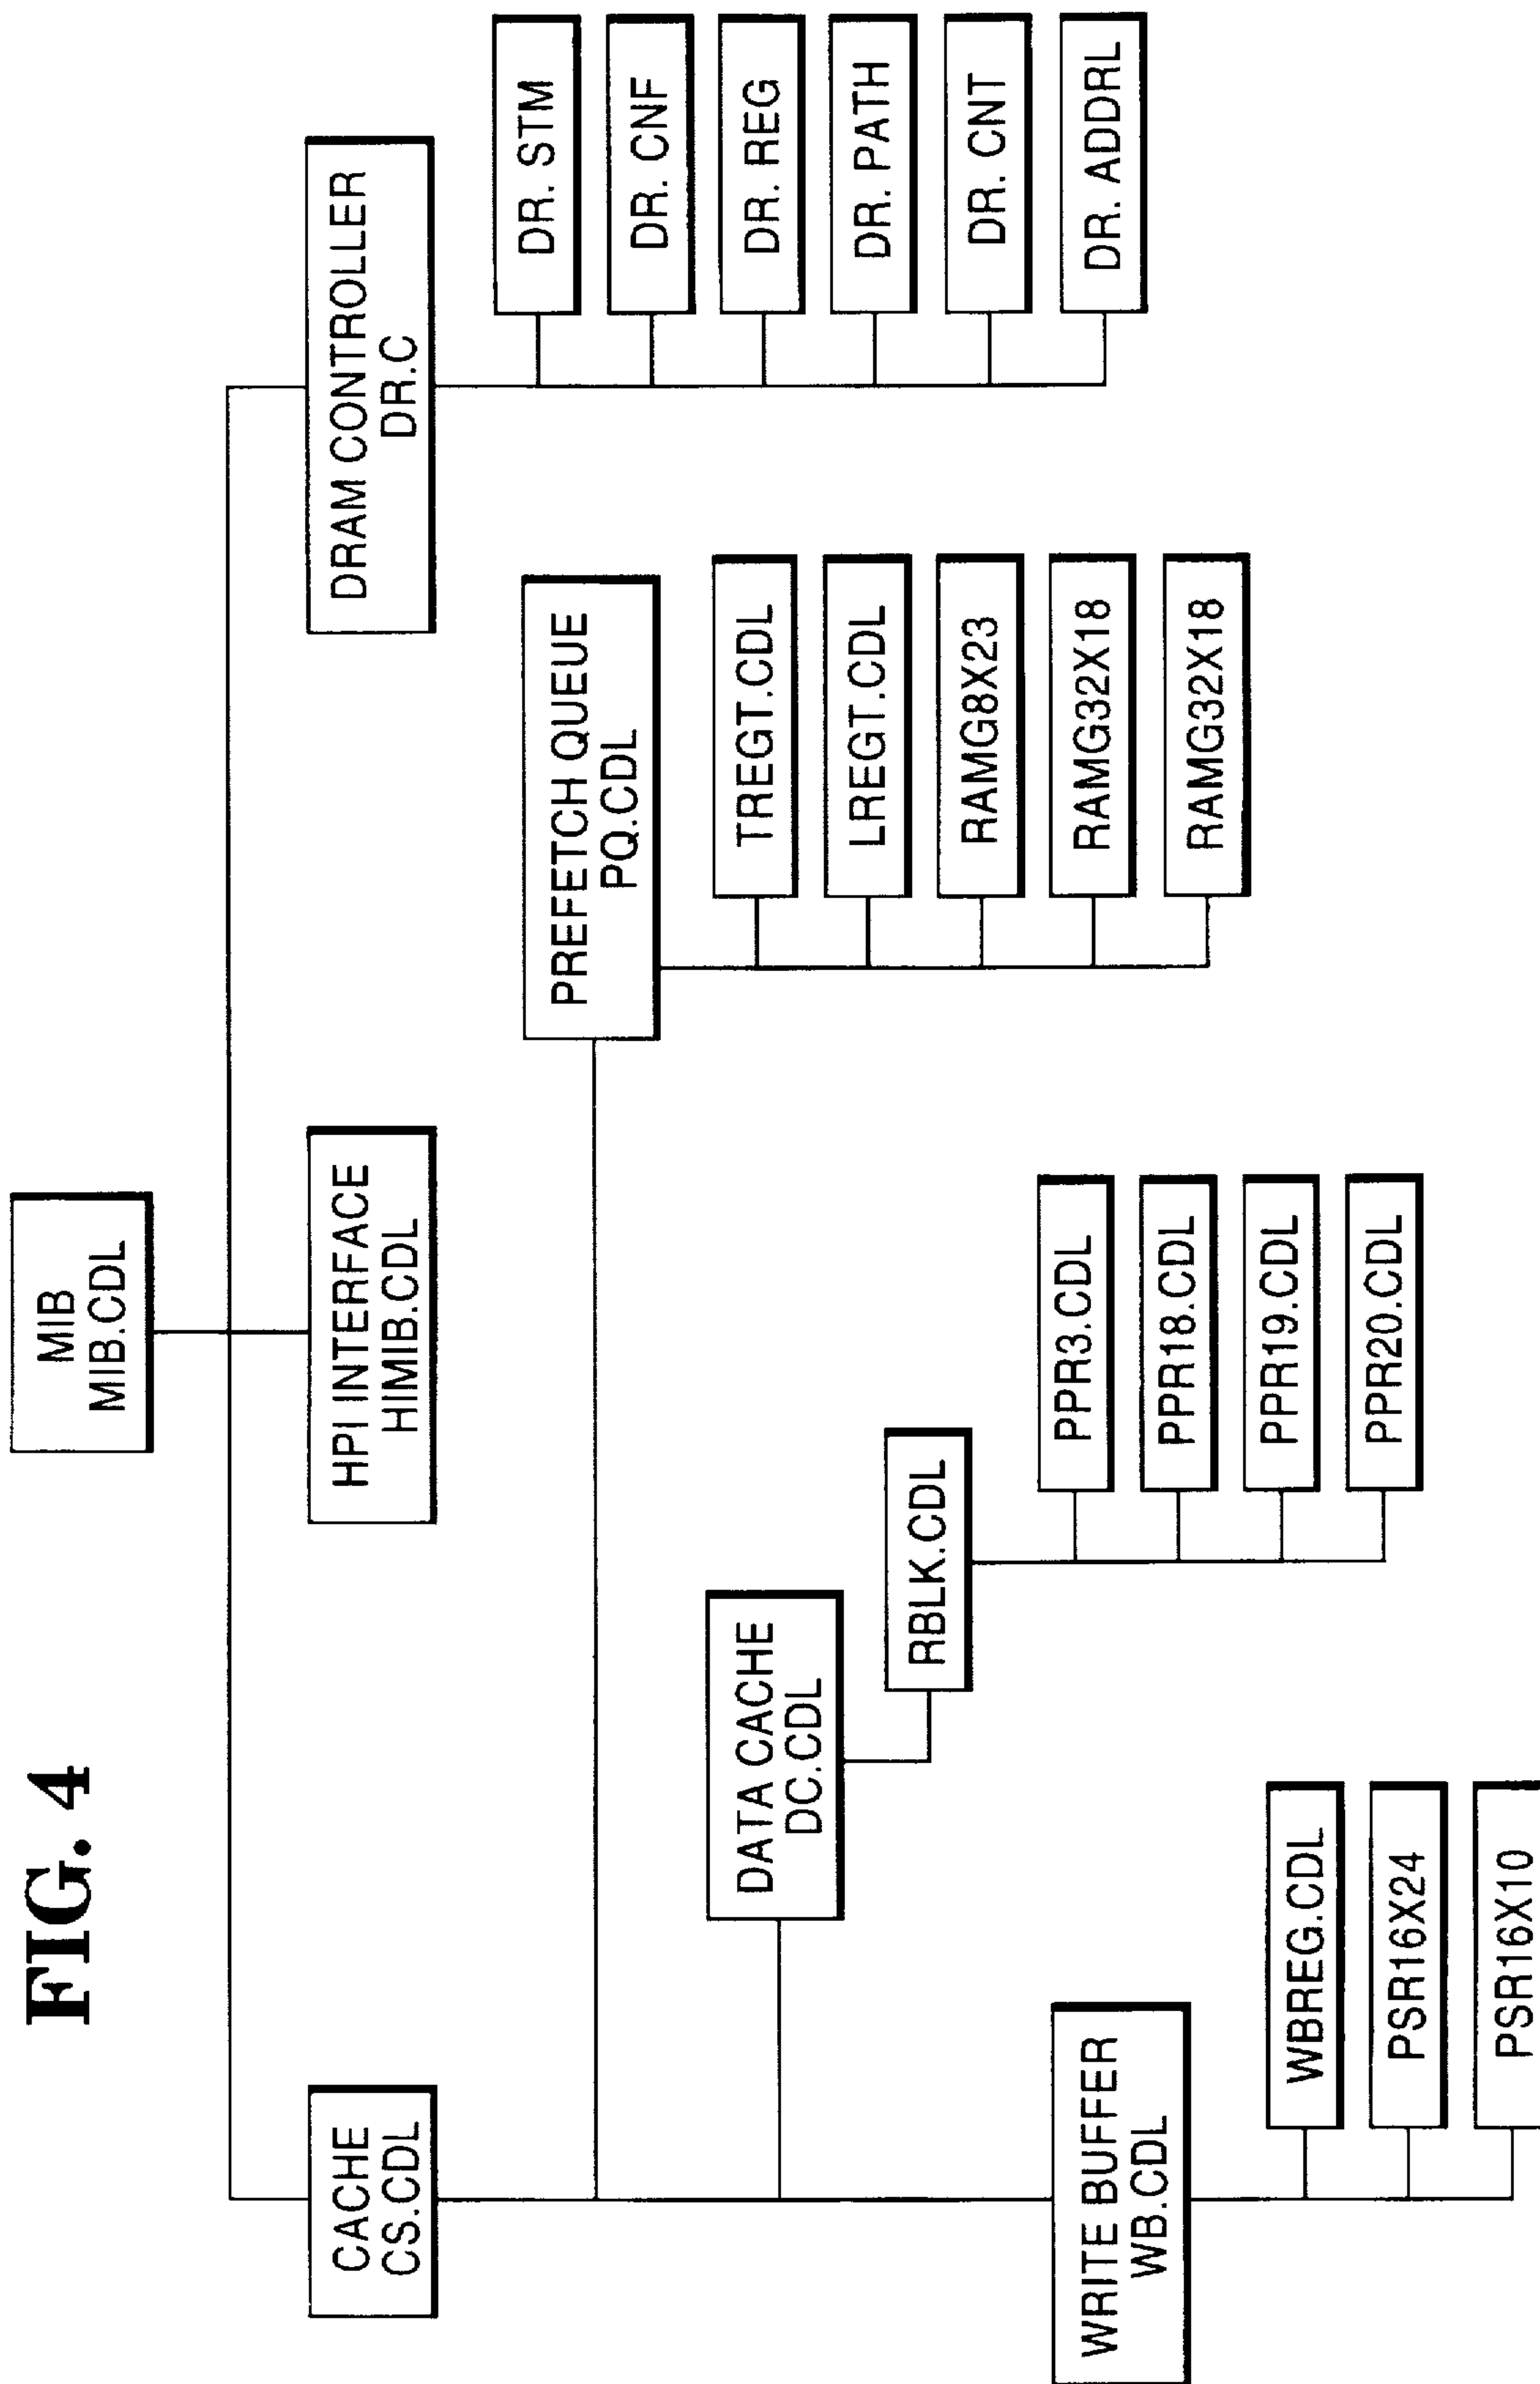 FIG. 4
MIB
MIB.CDL
CACHE
CS.CDL
HPI INTERFACE
HIMIB.CDL
DRAM CONTROLLER
DR.C
DR. STM
DR. CNF
DR. REG
DR. PATH
DR. CNT
DR. ADDRL
PREFETCH QUEUE
PQ.CDL
TREGT.CDL
LREGT.CDL
RAMG8X23
RAMG32X18
RAMG32X18
DATA CACHE
DC.CDL
RBLK.CDL
PPR3.CDL
PPR18.CDL
PPR19.CDL
PPR20.CDL
WRITE BUFFER
WB.CDL
WBREG.CDL
PSR16X24
PSR16X10